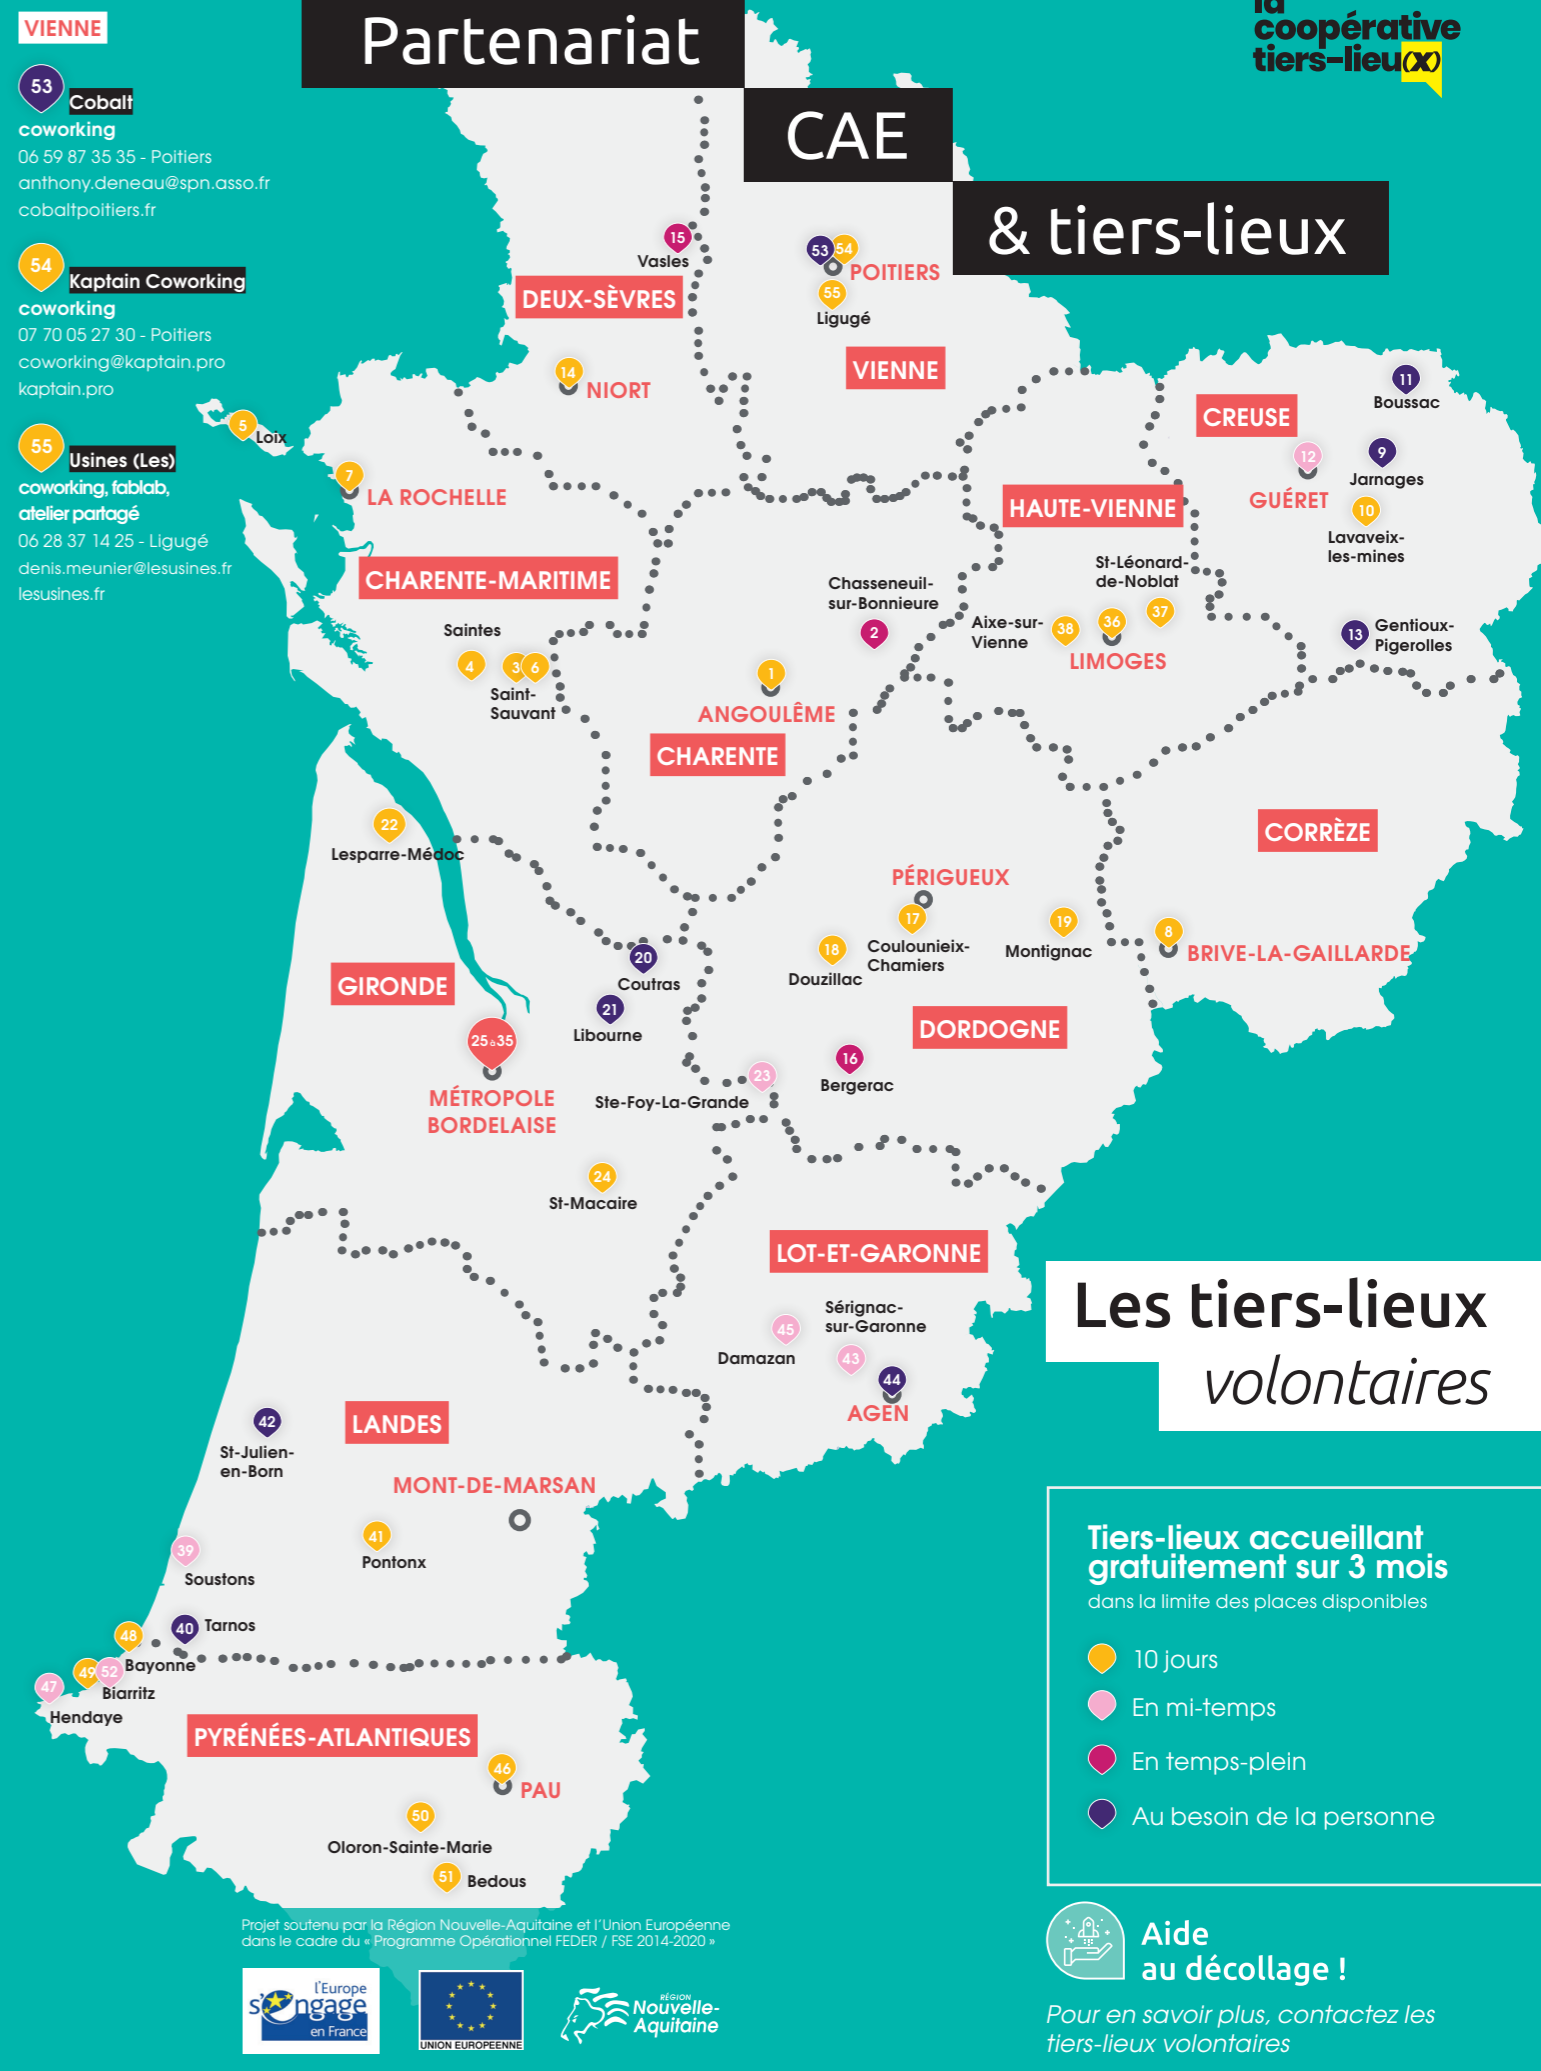 VIENNE
53
Cobalt
coworking
06 59 87 35 35 - Poitiers
anthony.deneau@spn.asso.fr
cobaltpoitiers.fr
54
Kaptain Coworking
coworking
07 70 05 27 30 - Poitiers
coworking@kaptain.pro
kaptain.pro
55
Usines (Les)
coworking, fablab,
atelier partagé
06 28 37 14 25 - Ligugé
denis.meunier@lesusines.fr
lesusines.fr
Partenariat
CAE
& tiers-lieux
la
coopérative
tiers-lieu(x)
15
Vasles
DEUX-SÈVRES
53
54
POITIERS
55
Ligugé
VIENNE
14
NIORT
5
Loix
7
LA ROCHELLE
CHARENTE-MARITIME
Saintes
4
3
6
Saint-
Sauvant
11
Boussac
CREUSE
12
GUÉRET
9
Jarnages
10
Lavaveix-
les-mines
HAUTE-VIENNE
St-Léonard-
de-Noblat
37
36
LIMOGES
Aixe-sur-
Vienne
38
13
Gentioux-
Pigerolles
Chasseneuil-
sur-Bonnieure
2
1
ANGOULÊME
CHARENTE
22
Lesparre-Médoc
CORRÈZE
PÉRIGUEUX
17
Coulounieix-
Chamiers
18
Douzillac
19
Montignac
8
BRIVE-LA-GAILLARDE
GIRONDE
20
Coutras
21
Libourne
25 à 35
MÉTROPOLE
BORDELAISE
DORDOGNE
16
Bergerac
23
Ste-Foy-La-Grande
24
St-Macaire
LOT-ET-GARONNE
Sérignac-
sur-Garonne
45
Damazan
43
44
AGEN
Les tiers-lieux
volontaires
42
St-Julien-
en-Born
LANDES
MONT-DE-MARSAN
41
Pontonx
39
Soustons
40
Tarnos
48
Bayonne
49
52
Biarritz
47
Hendaye
PYRÉNÉES-ATLANTIQUES
46
PAU
50
Oloron-Sainte-Marie
51
Bedous
Tiers-lieux accueillant
gratuitement sur 3 mois
dans la limite des places disponibles
10 jours
En mi-temps
En temps-plein
Au besoin de la personne
Aide
au décollage !
Pour en savoir plus, contactez les
tiers-lieux volontaires
Projet soutenu par la Région Nouvelle-Aquitaine et l'Union Européenne
dans le cadre du « Programme Opérationnel FEDER / FSE 2014-2020 »
l'Europe
s'engage
en France
UNION EUROPEENNE
RÉGION
Nouvelle-
Aquitaine